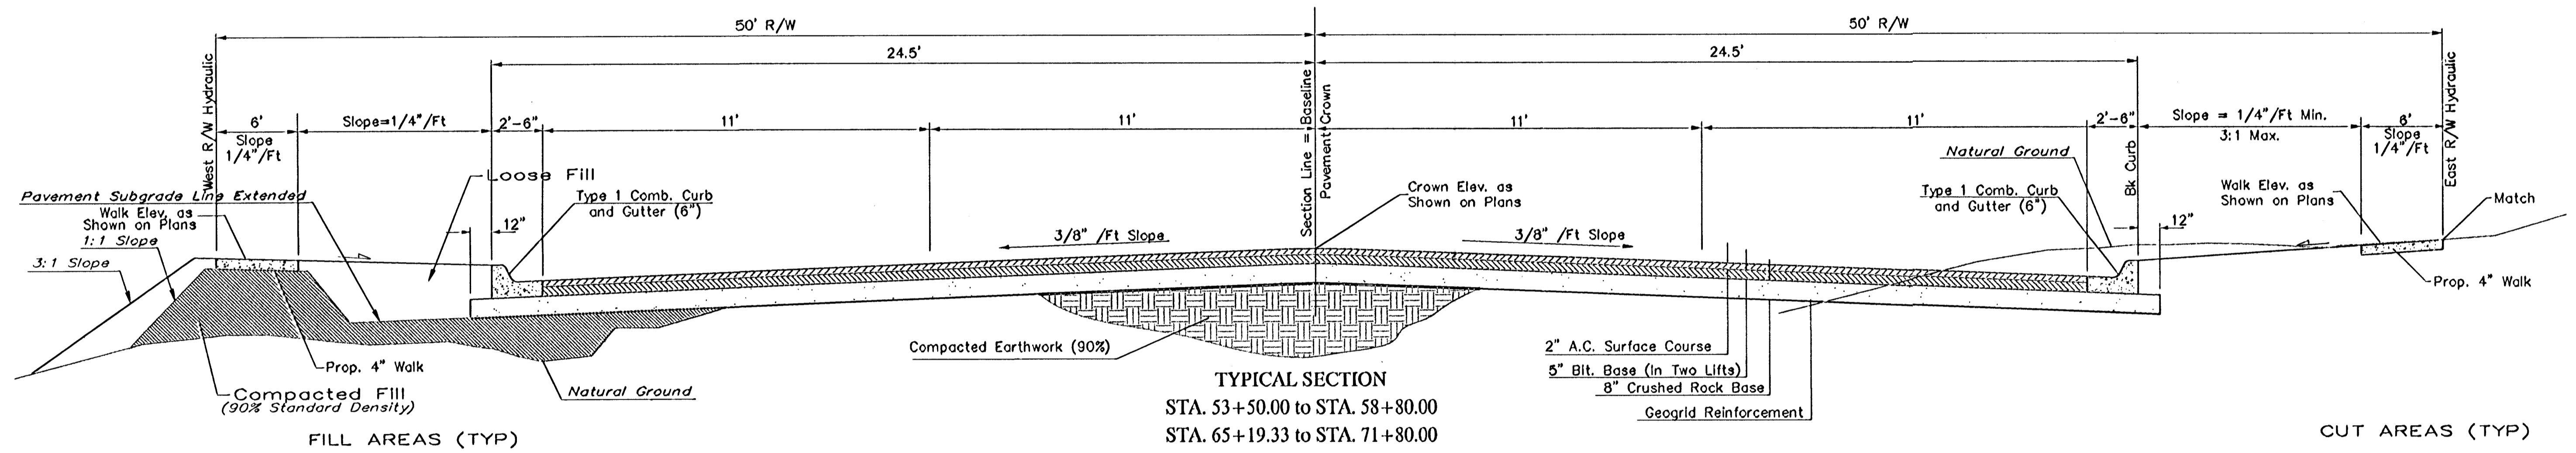 50' R/W
50' R/W
24.5'
24.5'
West R/W Hydraulic
6'
Slope
1/4"/Ft
Slope=1/4"/Ft
2'-6"
11'
11'
Section Line = Baseline
Pavement Crown
11'
11'
2'-6"
Bk Curb
Slope = 1/4"/Ft Min.
3:1 Max.
6'
Slope
1/4"/Ft
East R/W Hydraulic
Pavement Subgrade Line Extended
Walk Elev. as
Shown on Plans
1:1 Slope
3:1 Slope
Loose Fill
Type 1 Comb. Curb
and Gutter (6")
12"
3/8" /Ft Slope
Crown Elev. as
Shown on Plans
3/8" /Ft Slope
Natural Ground
Type 1 Comb. Curb
and Gutter (6")
12"
Walk Elev. as
Shown on Plans
Match
Prop. 4" Walk
Prop. 4" Walk
Compacted Fill
(90% Standard Density)
Natural Ground
Compacted Earthwork (90%)
2" A.C. Surface Course
5" Bit. Base (In Two Lifts)
8" Crushed Rock Base
Geogrid Reinforcement
FILL AREAS (TYP)
TYPICAL SECTION
STA. 53+50.00 to STA. 58+80.00
STA. 65+19.33 to STA. 71+80.00
CUT AREAS (TYP)